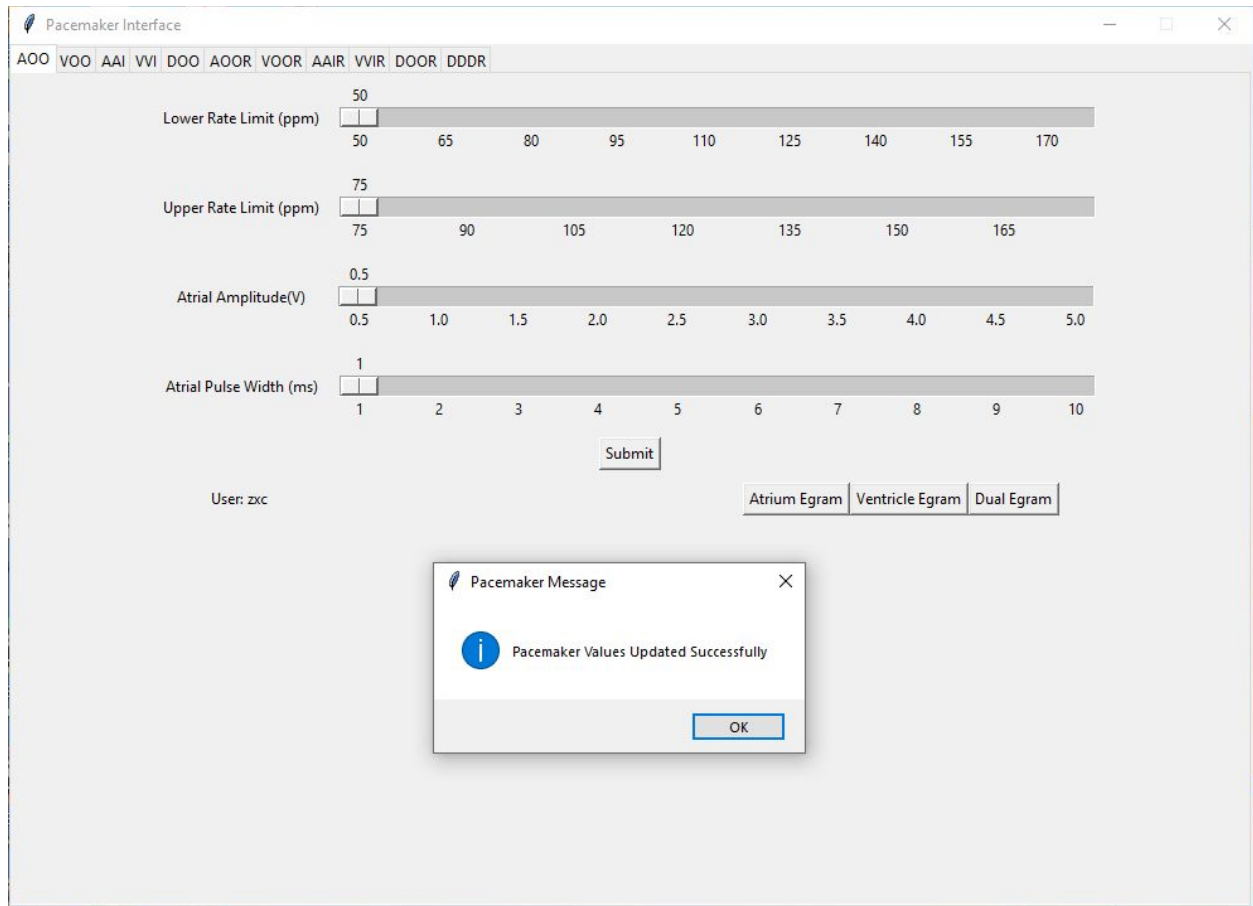 Pacemaker Interface
AOO VOO AAI VVI DOO AOOR VOOR AAIR VVIR DOOR DDDR
50
Lower Rate Limit (ppm)
50 65 80 95 110 125 140 155 170
75
Upper Rate Limit (ppm)
75 90 105 120 135 150 165
0.5
Atrial Amplitude(V)
0.5 1.0 1.5 2.0 2.5 3.0 3.5 4.0 4.5 5.0
1
Atrial Pulse Width (ms)
1 2 3 4 5 6 7 8 9 10
Submit
User: zxc Atrium Egram Ventricle Egram Dual Egram
Pacemaker Message
Pacemaker Values Updated Successfully
OK